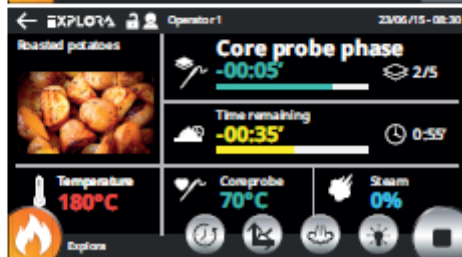 EXPLORA Operator1 23/06/15-08:30
Roasted potatoes
Core probe phase
-00:05' 2/5
Time remaining
-00:35' 0:55'
Temperature
180°C
Coreprobe
70°C
Steam
0%
Explora